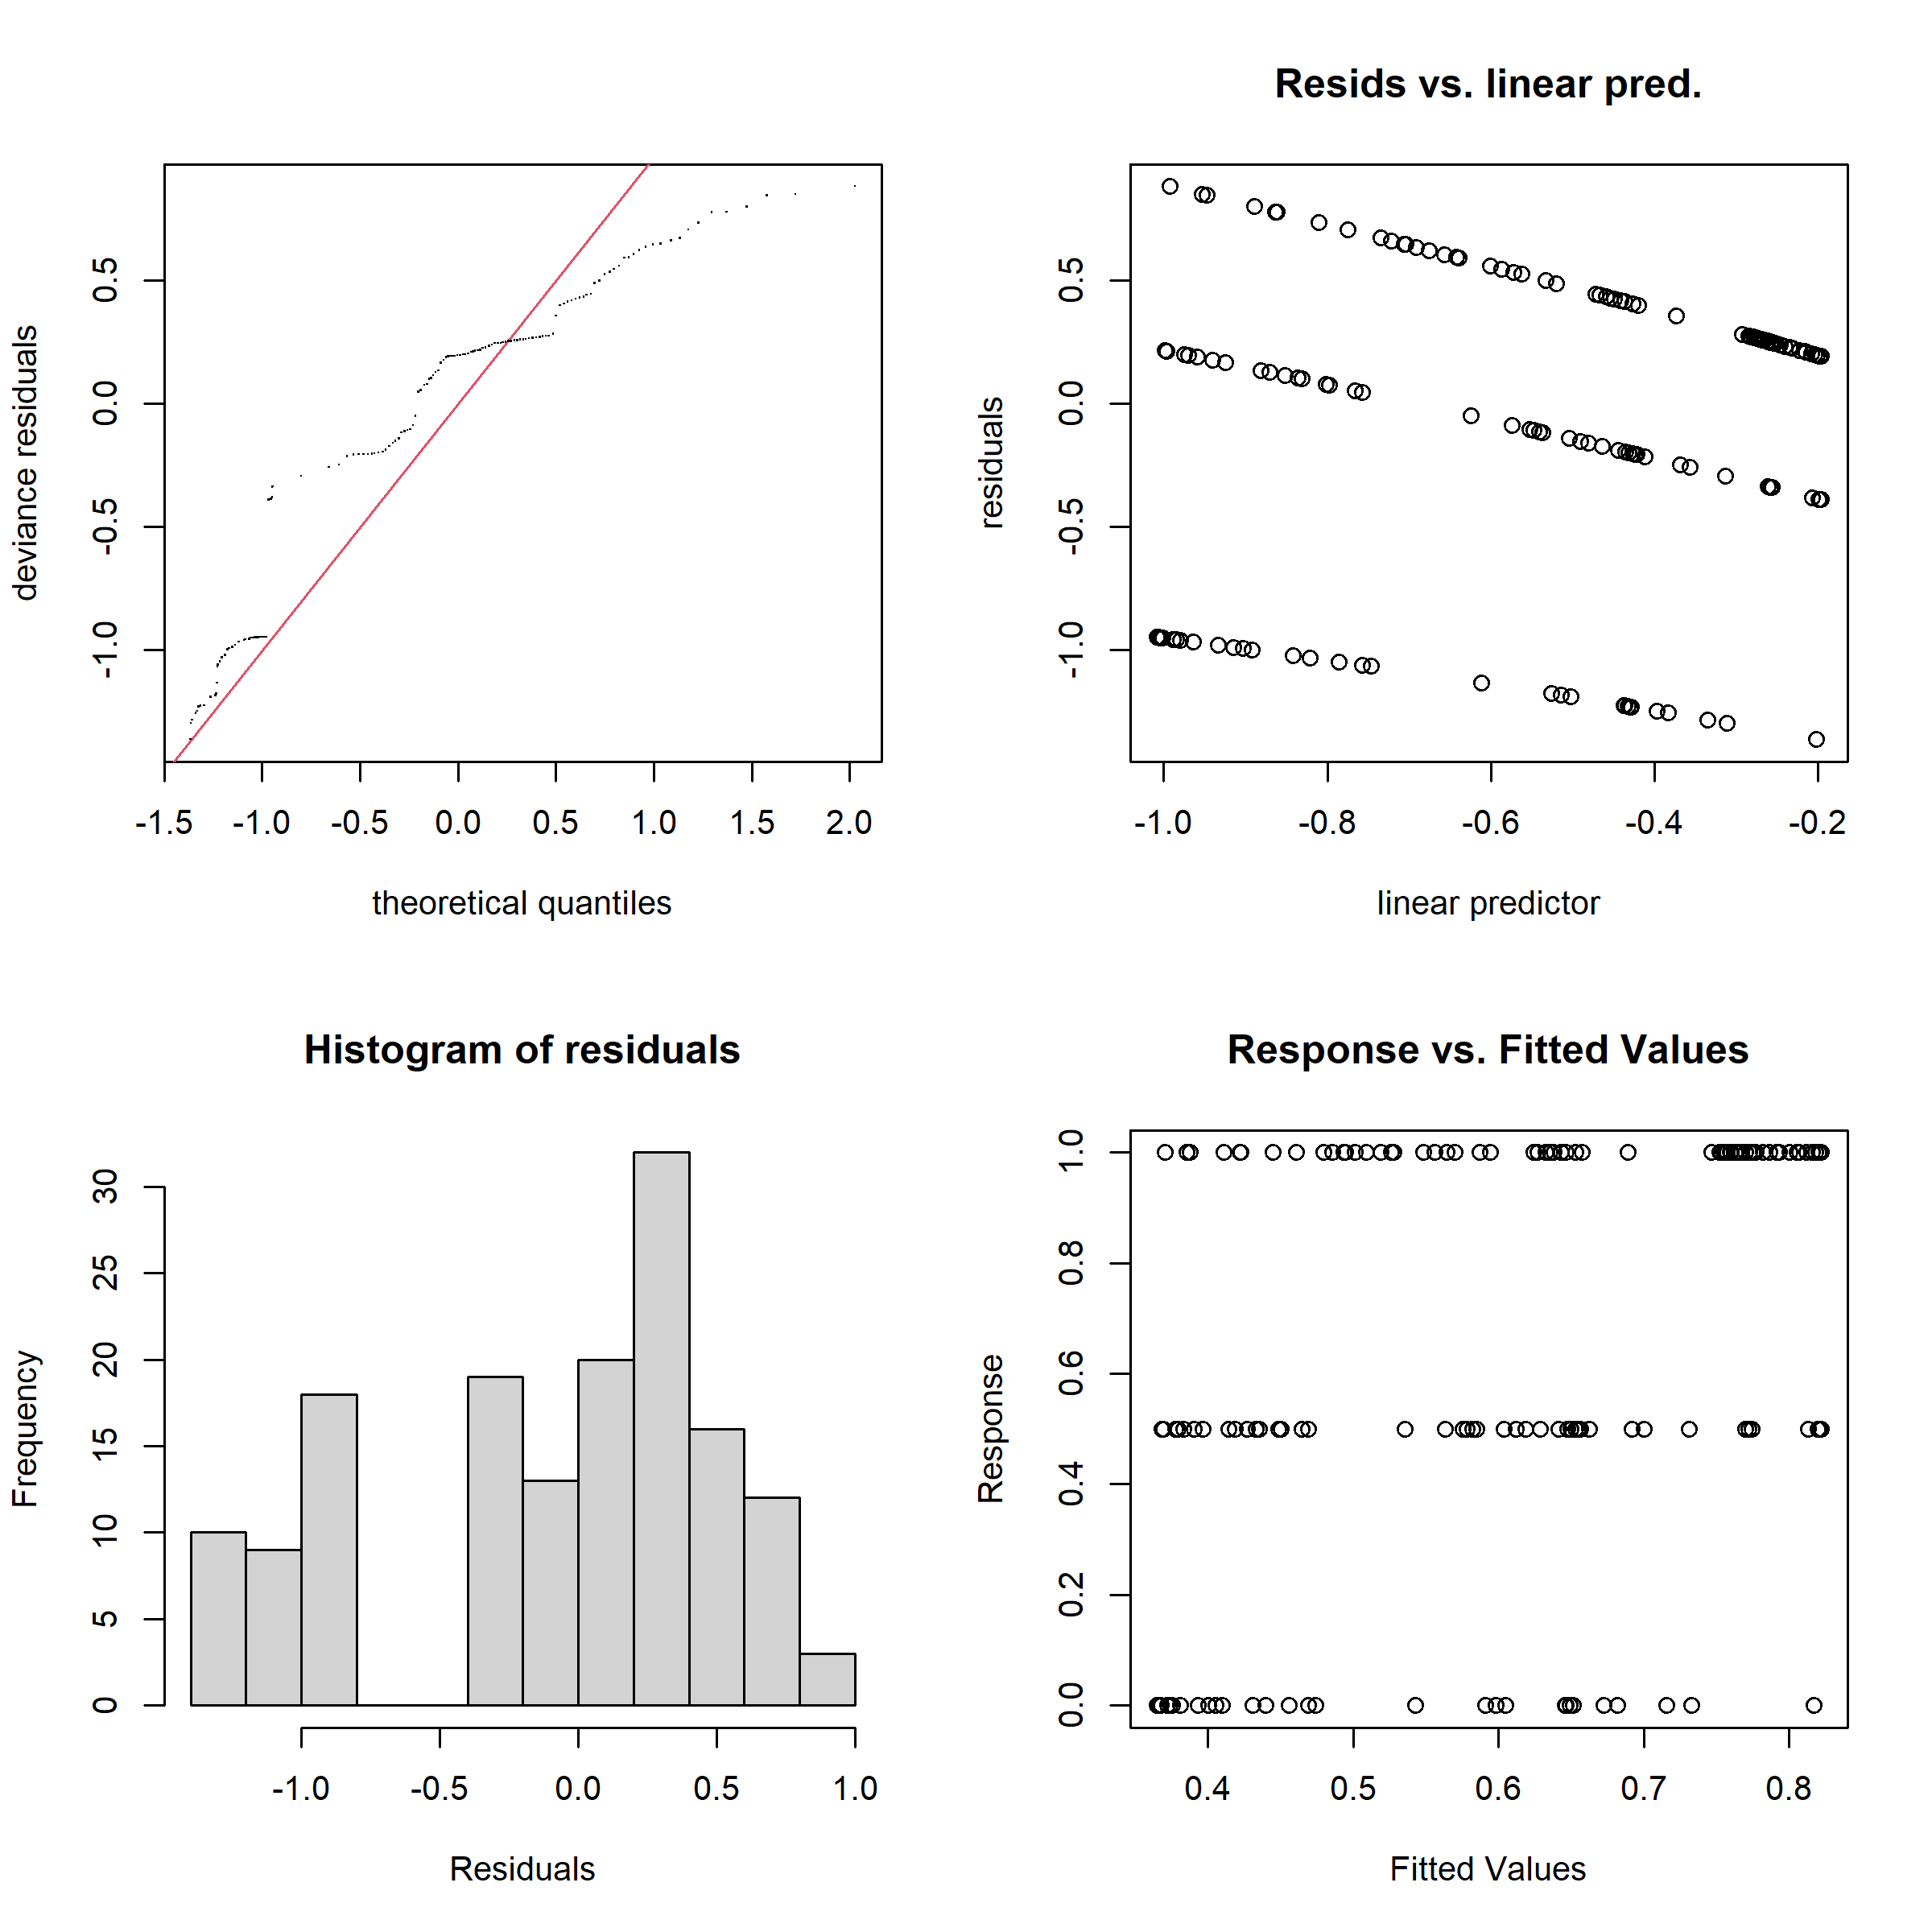 deviance residuals
0.5
0.0
-0.5
-1.0
-1.5 -1.0 -0.5 0.0 0.5 1.0 1.5 2.0
theoretical quantiles
Resids vs. linear pred.
residuals
0.5
0.0
-0.5
-1.0
-1.0 -0.8 -0.6 -0.4 -0.2
linear predictor
Histogram of residuals
Frequency
30
25
20
15
10
5
0
-1.0 -0.5 0.0 0.5 1.0
Residuals
Response vs. Fitted Values
Response
1.0
0.8
0.6
0.4
0.2
0.0
0.4 0.5 0.6 0.7 0.8
Fitted Values